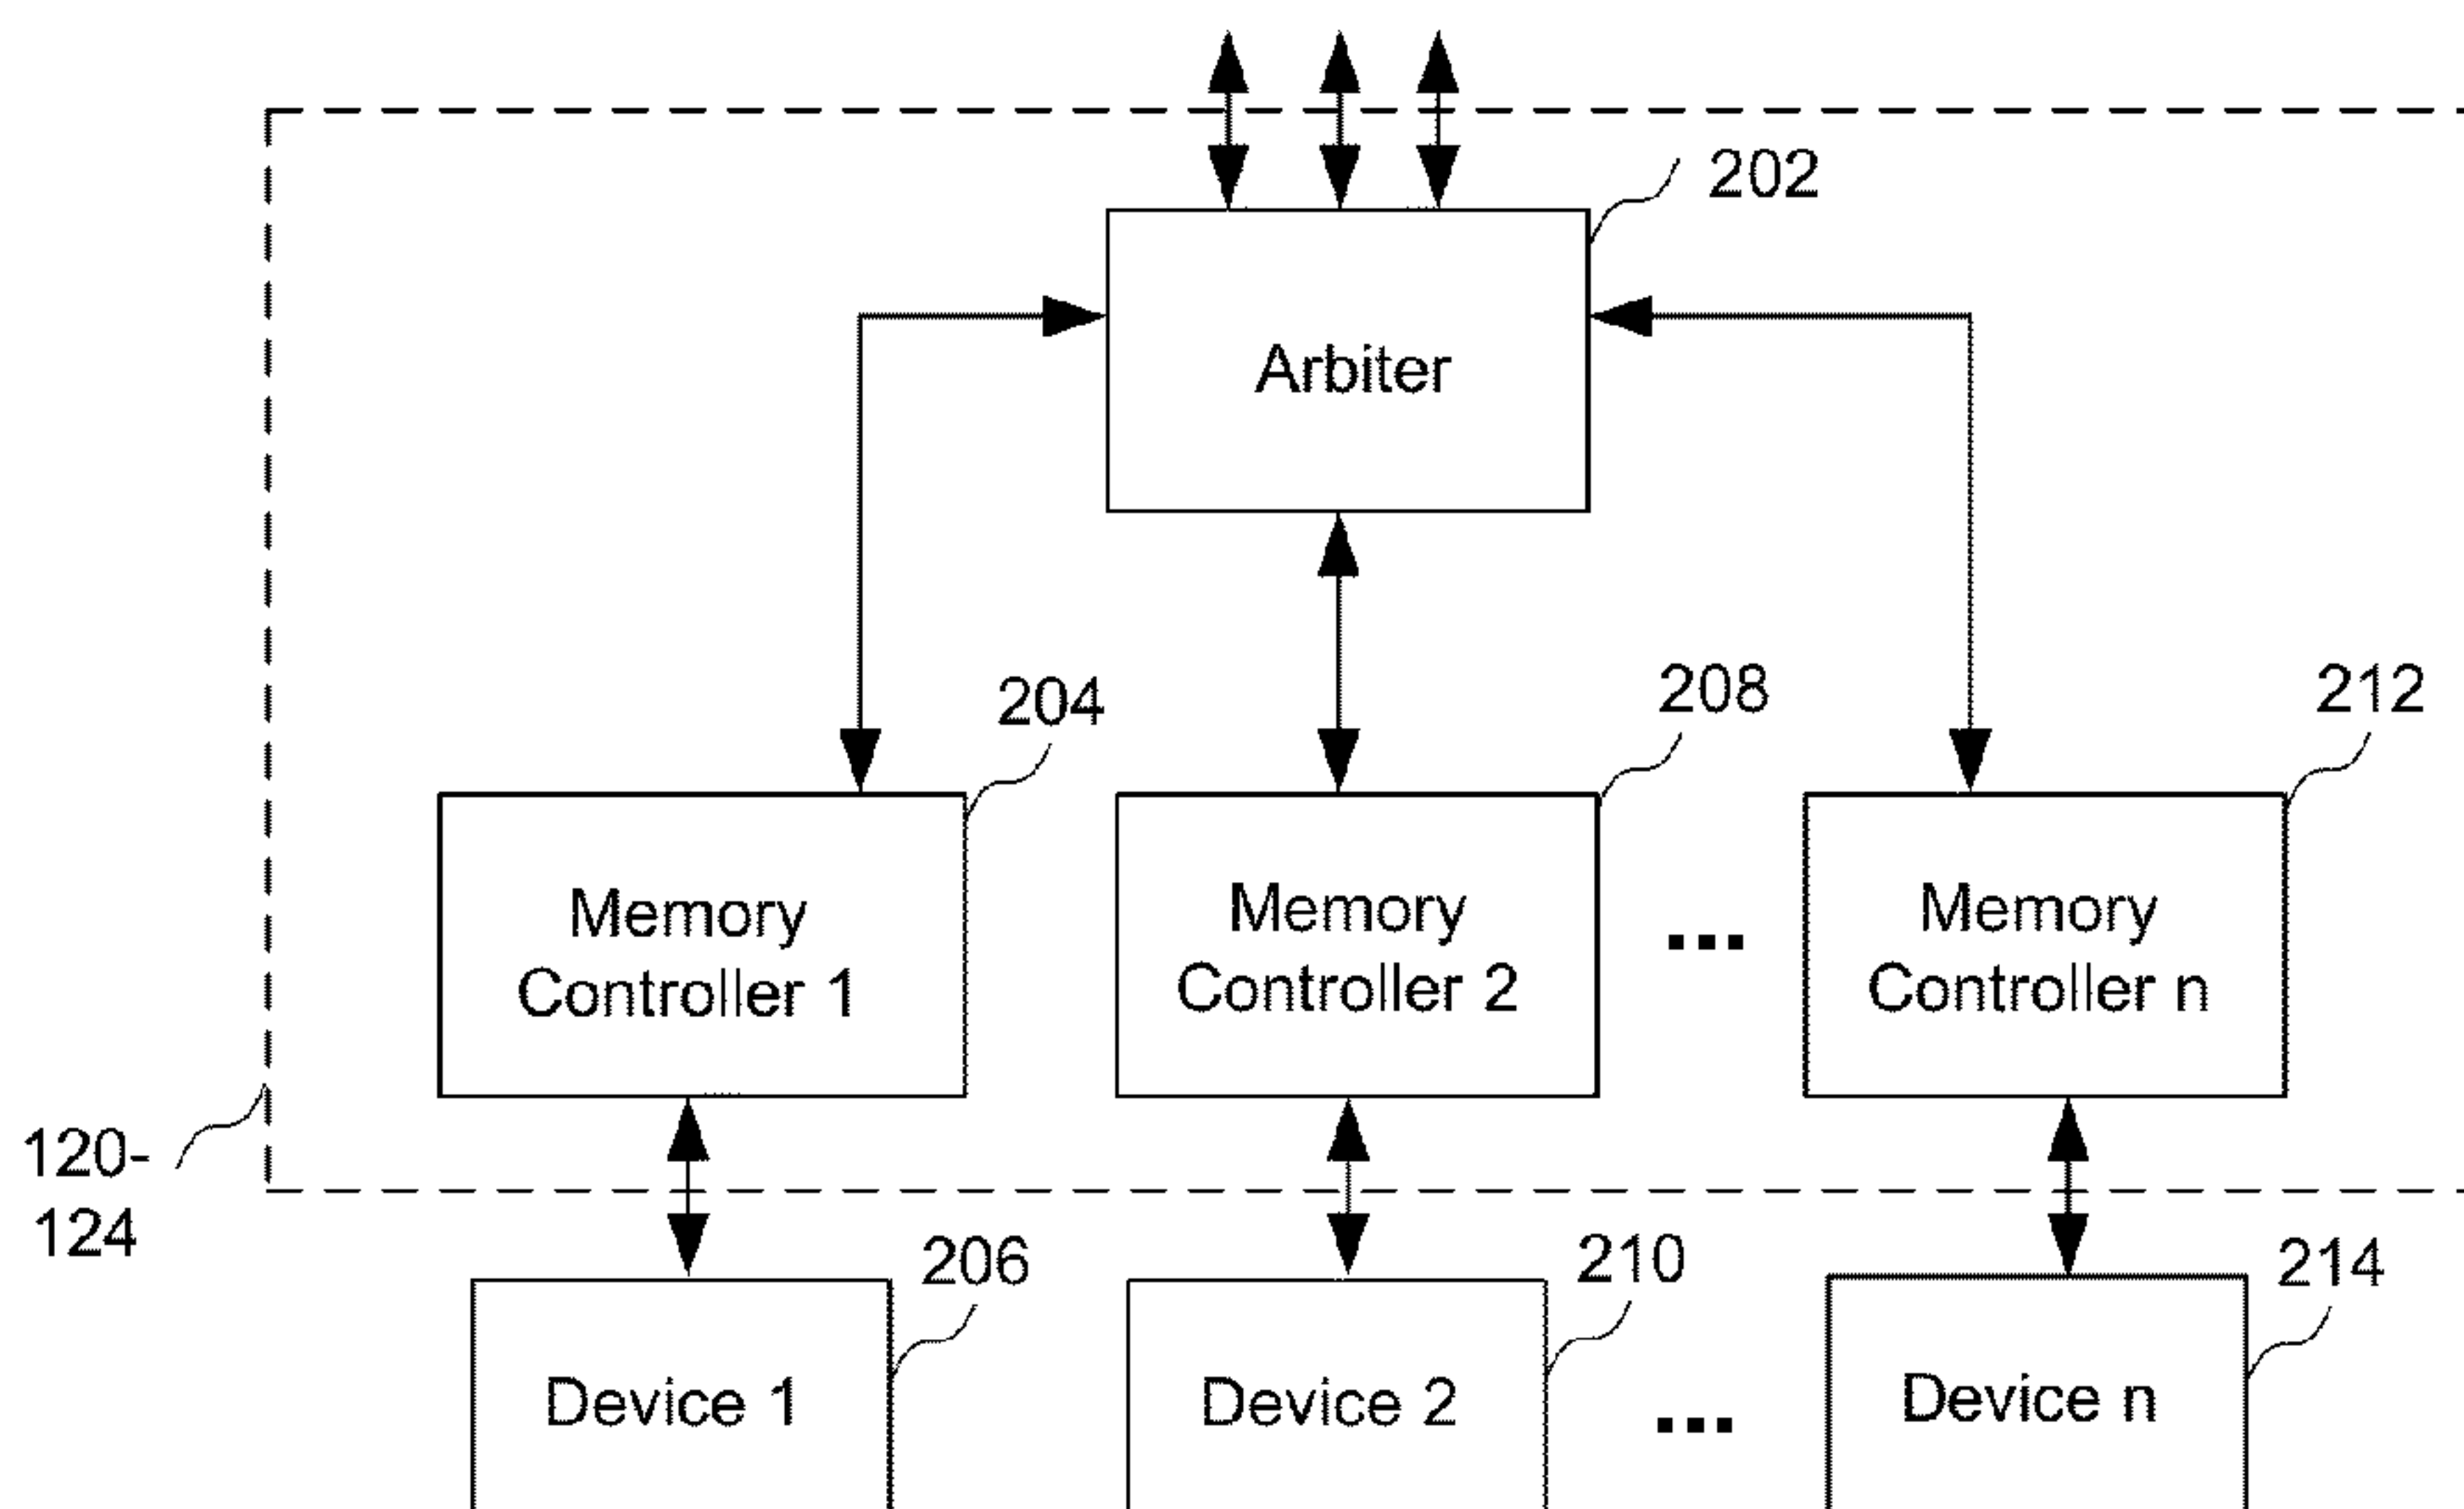 202
Arbiter
204
208
212
Memory
Controller 1
Memory
Controller 2
...
Memory
Controller n
120-
124
206
210
214
Device 1
Device 2
...
Device n